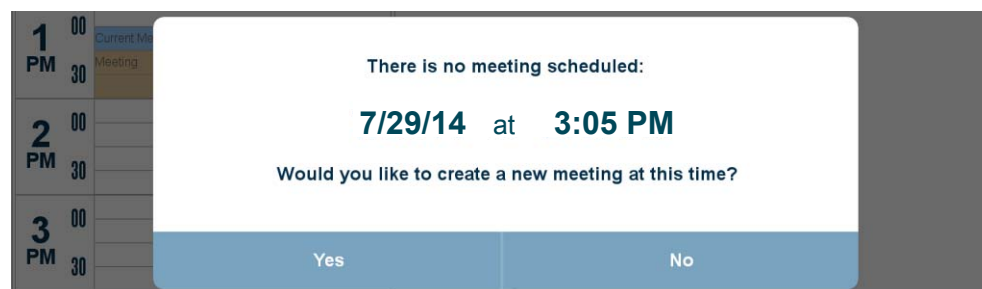 1 PM 00
Current Me
Meeting
30
2 PM 00
30
3 PM 00
30
There is no meeting scheduled:
7/29/14 at 3:05 PM
Would you like to create a new meeting at this time?
Yes No